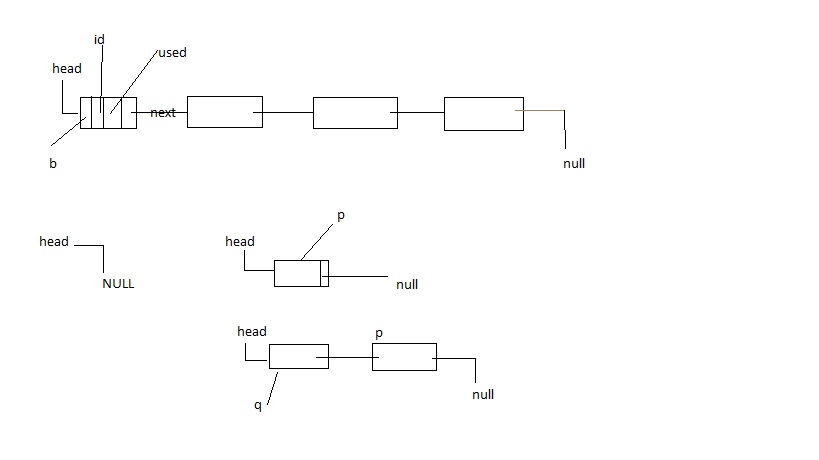 id
used
head
next
b
null
p
head
head
NULL
null
head
p
null
q